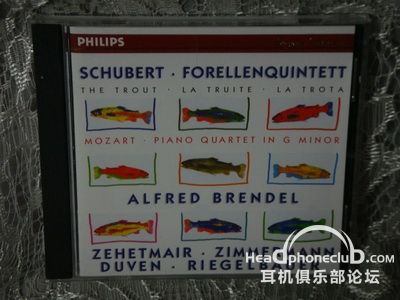 PHILIPS
SCHUBERT · FORELLENQUINTETT
THE TROUT · LA TRUITE · LA TROTA
MOZART · PIANO QUARTET IN G MINOR
ALFRED BRENDEL
ZEHETMAIR · ZIMMERMANN
DUVEN · RIEGELBAUER
Headphoneclub.com
耳机俱乐部论坛